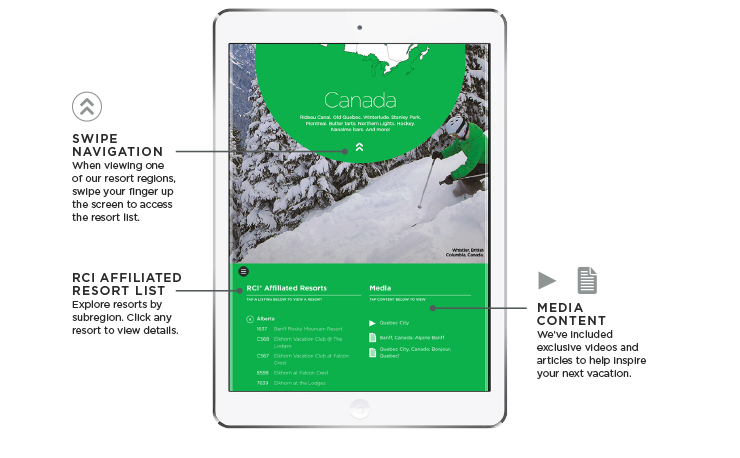 Canada
Rideau Canal. Old Quebec. Winterlude. Stanley Park.
Montreal. Butter tarts. Northern Lights. Hockey.
Nanaimo bars. And more!
SWIPE
NAVIGATION
When viewing one
of our resort regions,
swipe your finger up
the screen to access
the resort list.
Whistler, British
Columbia, Canada.
RCI AFFILIATED
RESORT LIST
Explore resorts by
subregion. Click any
resort to view details.
RCI® Affiliated Resorts
TAP A LISTING BELOW TO VIEW A RESORT
Alberta
1637 Banff Rocky Mountain Resort
C565 Elkhorn Vacation Club @ The
Lodges
C567 Elkhorn Vacation Club at Falcon
Crest
8598 Elkhorn at Falcon Crest
7639 Elkhorn at the Lodges
Media
TAP CONTENT BELOW TO VIEW
Quebec City
Banff, Canada: Alpine Banff
Quebec City, Canada: Bonjour,
Quebec!
MEDIA
CONTENT
We've included
exclusive videos and
articles to help inspire
your next vacation.